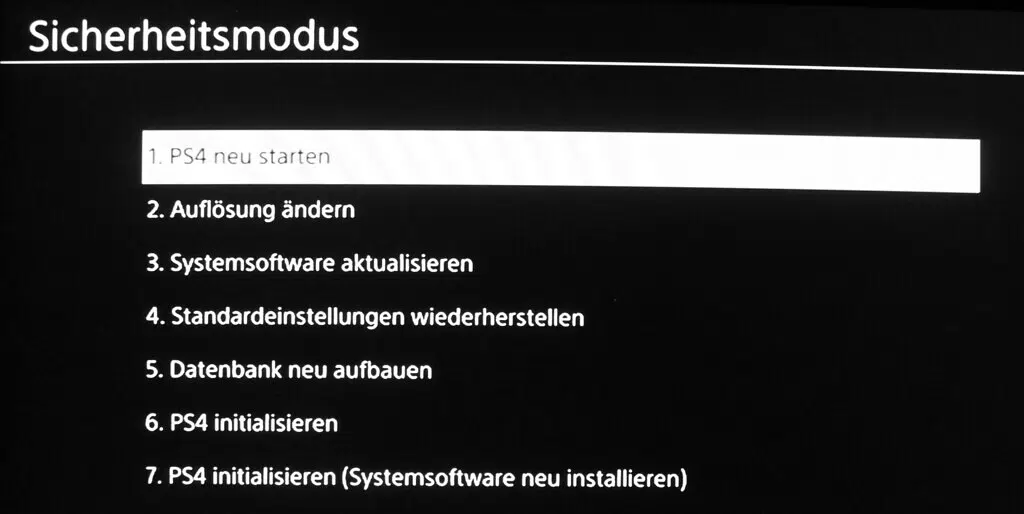 Sicherheitsmodus
1. PS4 neu starten
2. Auflösung ändern
3. Systemsoftware aktualisieren
4. Standardeinstellungen wiederherstellen
5. Datenbank neu aufbauen
6. PS4 initialisieren
7. PS4 initialisieren (Systemsoftware neu installieren)